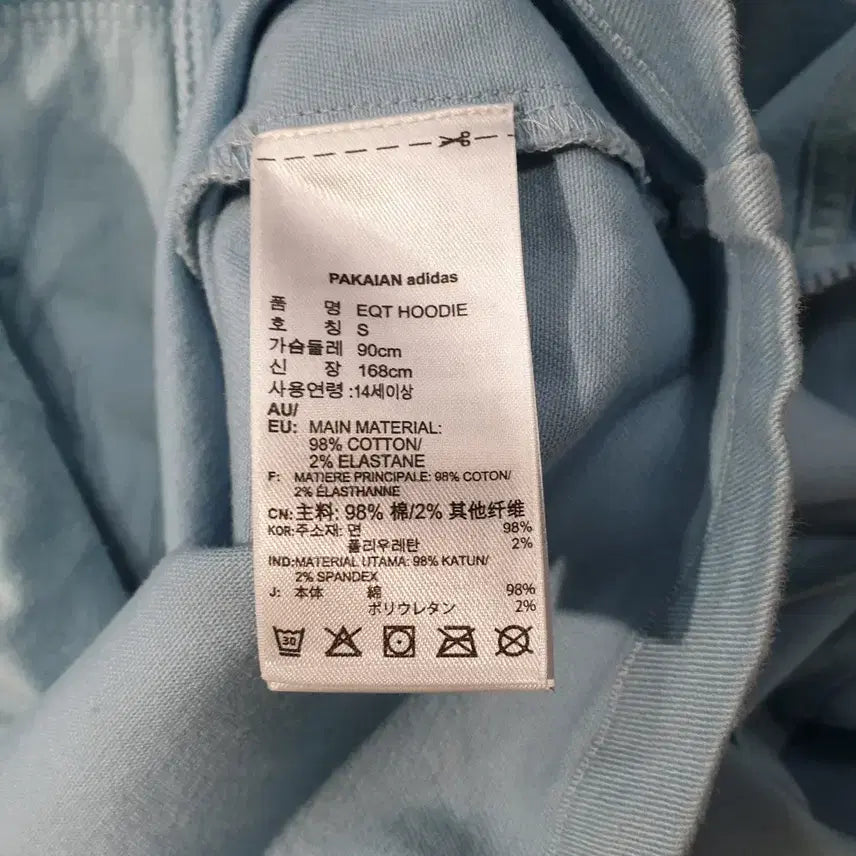 PAKAIAN adidas
품 명 EQT HOODIE
호 칭 S
가슴둘레 90cm
신 장 168cm
사용연령 :14세이상
AU/
EU: MAIN MATERIAL:
98% COTTON/
2% ELASTANE
F: MATIERE PRINCIPALE: 98% COTON/
2% ÉLASTHANNE
CN: 主料: 98% 棉/2% 其他纤维
KOR:주소재: 면 98%
폴리우레탄 2%
IND:MATERIAL UTAMA: 98% KATUN/
2% SPANDEX
J: 本体 綿 98%
ポリウレタン 2%
30